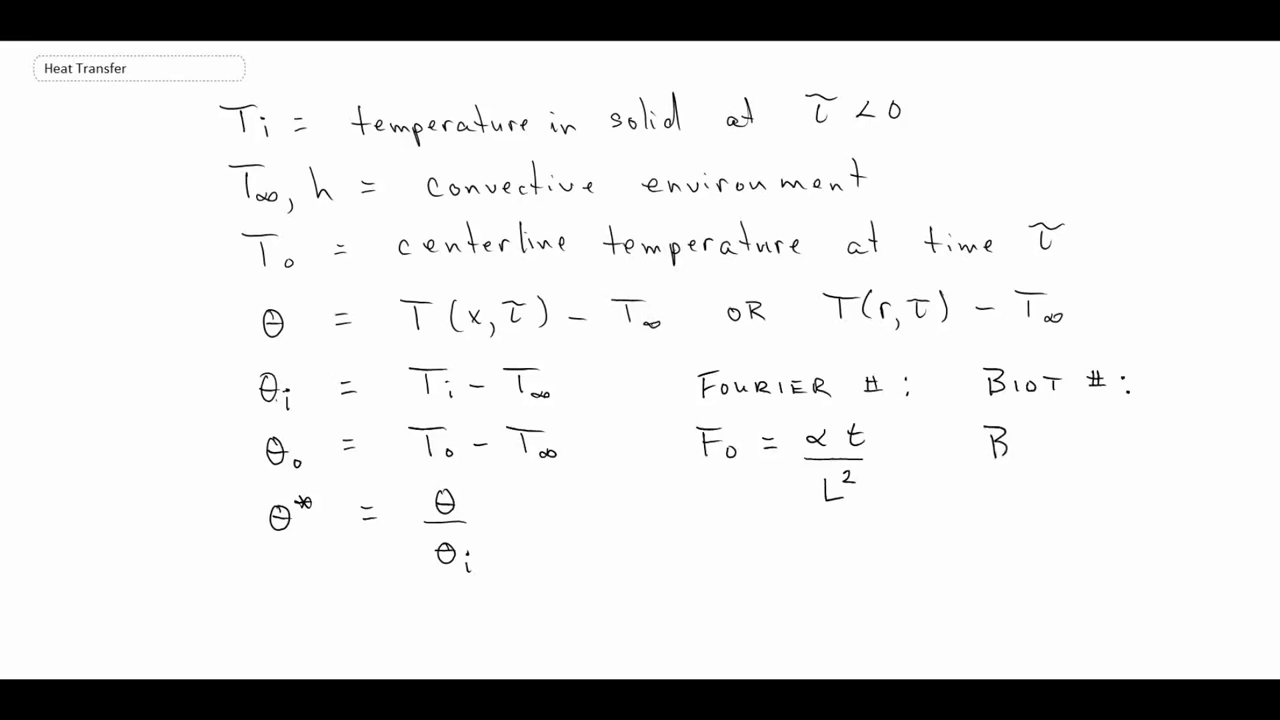 Heat Transfer
Ti = temperature in solid at τ < 0
T∞, h = convective environment
To = centerline temperature at time τ
θ = T(x,τ) - T∞ OR T(r,τ) - T∞
θi = Ti - T∞ FOURIER #: BIOT #:
θo = To - T∞ Fo = αt/L² B
θ* = θ/θi